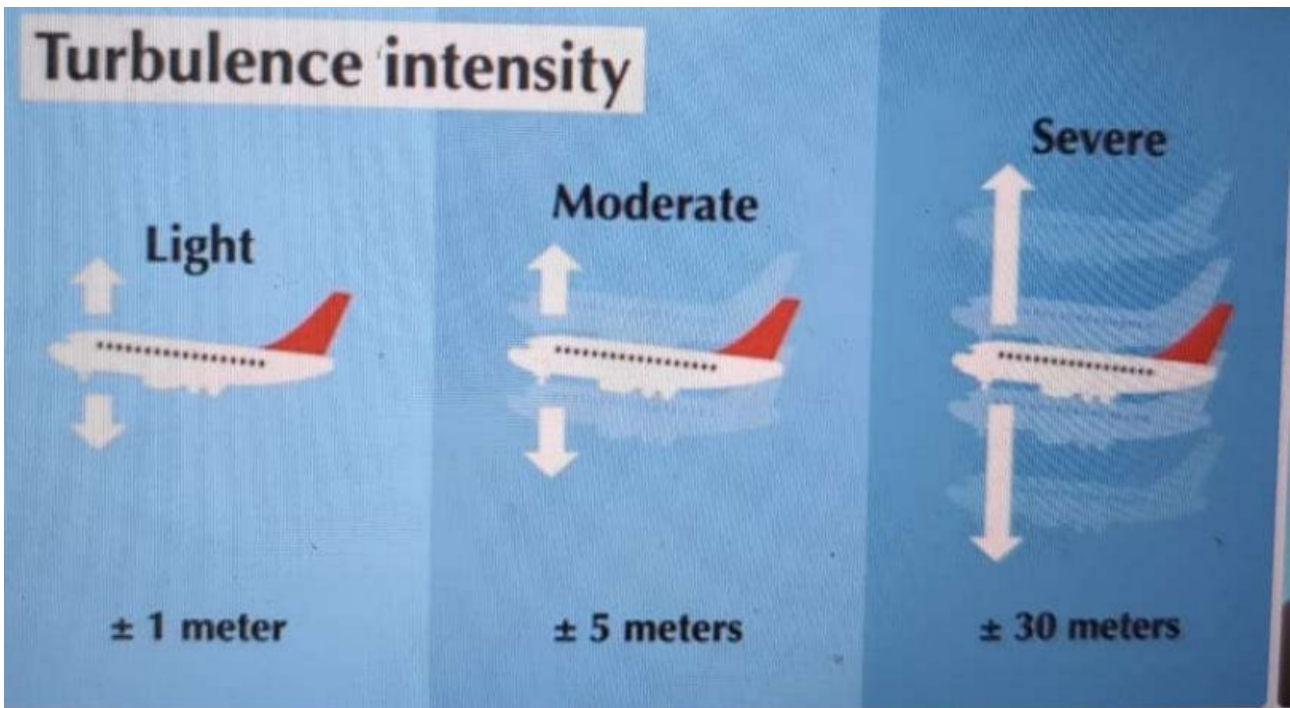 Turbulence intensity
Light
Moderate
Severe
± 1 meter
± 5 meters
± 30 meters